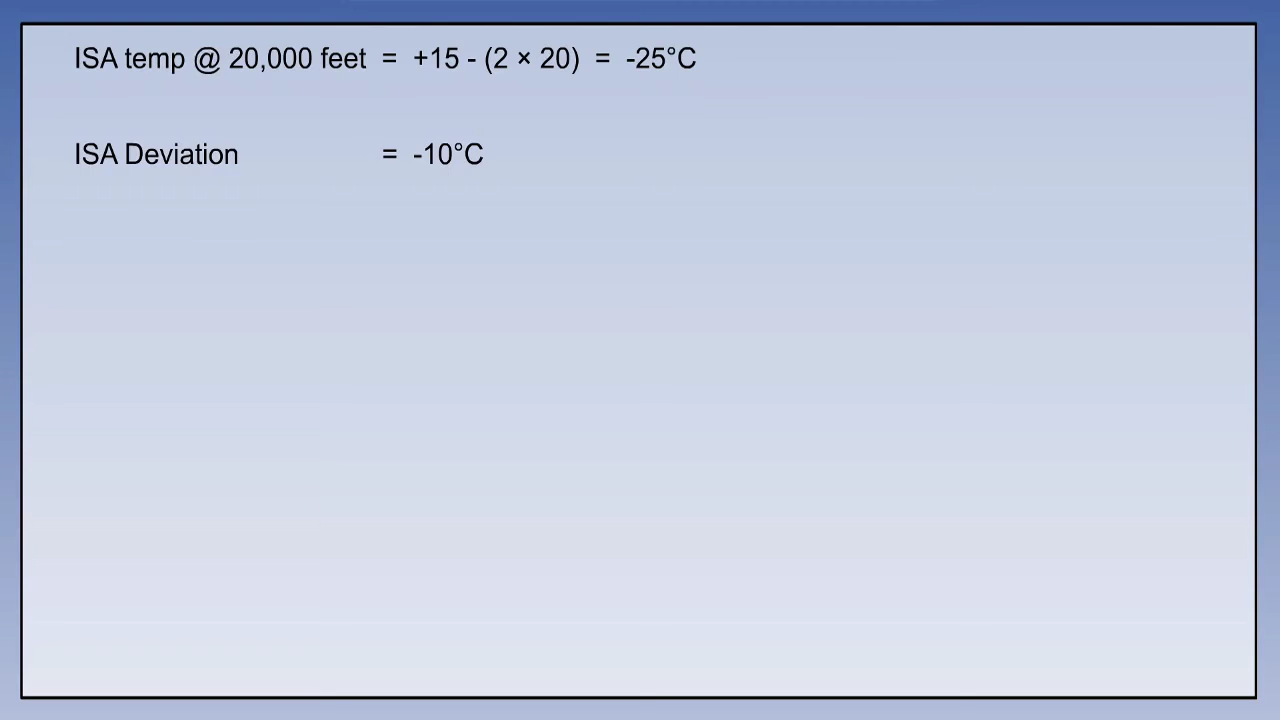 ISA temp @ 20,000 feet = +15 - (2 × 20) = -25°C
ISA Deviation = -10°C